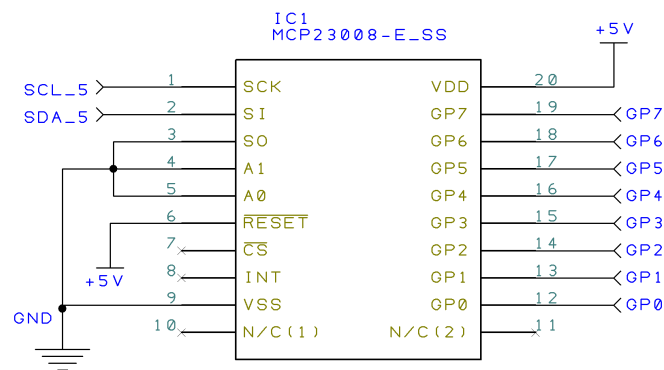 IC1
MCP23008-E_SS
+5V
SCL_5 1 SCK VDD 20
SDA_5 2 SI GP7 19 GP7
3 SO GP6 18 GP6
4 A1 GP5 17 GP5
5 A0 GP4 16 GP4
6 RESET GP3 15 GP3
7 CS GP2 14 GP2
+5V 8 INT GP1 13 GP1
GND 9 VSS GP0 12 GP0
10 N/C(1) N/C(2) 11